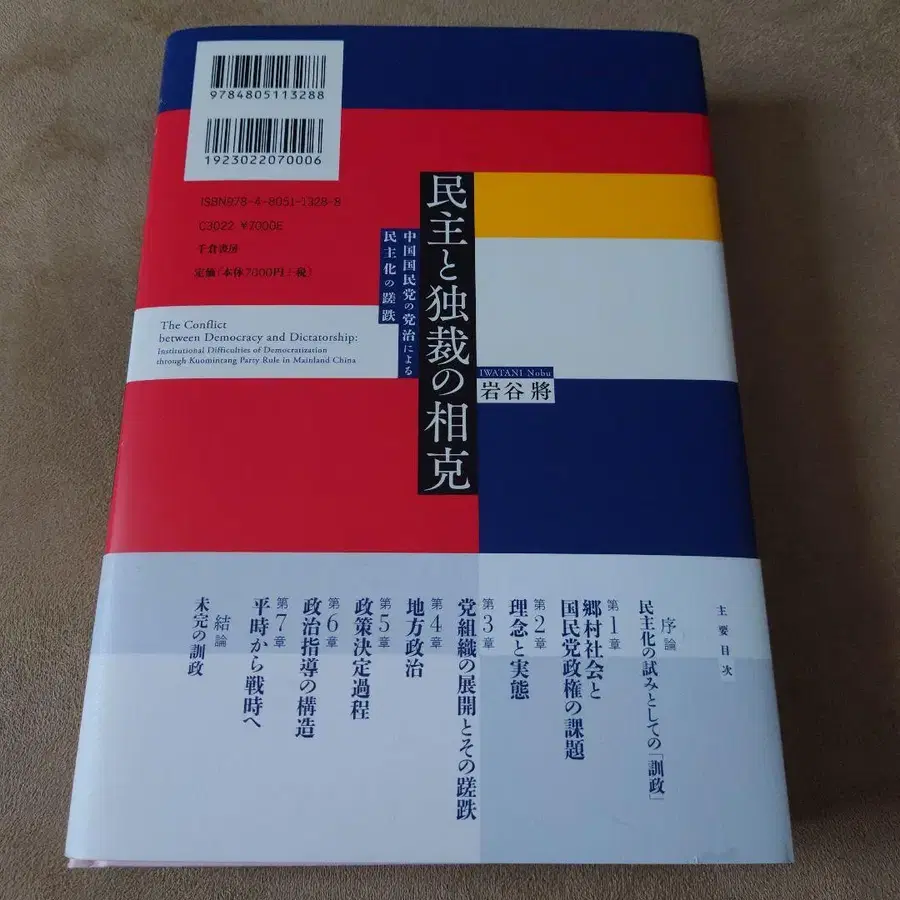 9784805113288
1923022070006
ISBN978-4-8051-1328-8
C3022 ¥7000E
千倉書房
定価(本体7000円+税)
The Conflict
between Democracy and Dictatorship:
Institutional Difficulties of Democratization
through Kuomintang Party Rule in Mainland China
民主と独裁の相克
中国国民党の党治による
民主化の蹉跌
IWATANI Nobu
岩谷 將
主要目次
序論
民主化の試みとしての「訓政」
第1章
郷村社会と
国民党政権の課題
第2章
理念と実態
第3章
党組織の展開とその蹉跌
第4章
地方政治
第5章
政策決定過程
第6章
政治指導の構造
第7章
平時から戦時へ
結論
未完の訓政